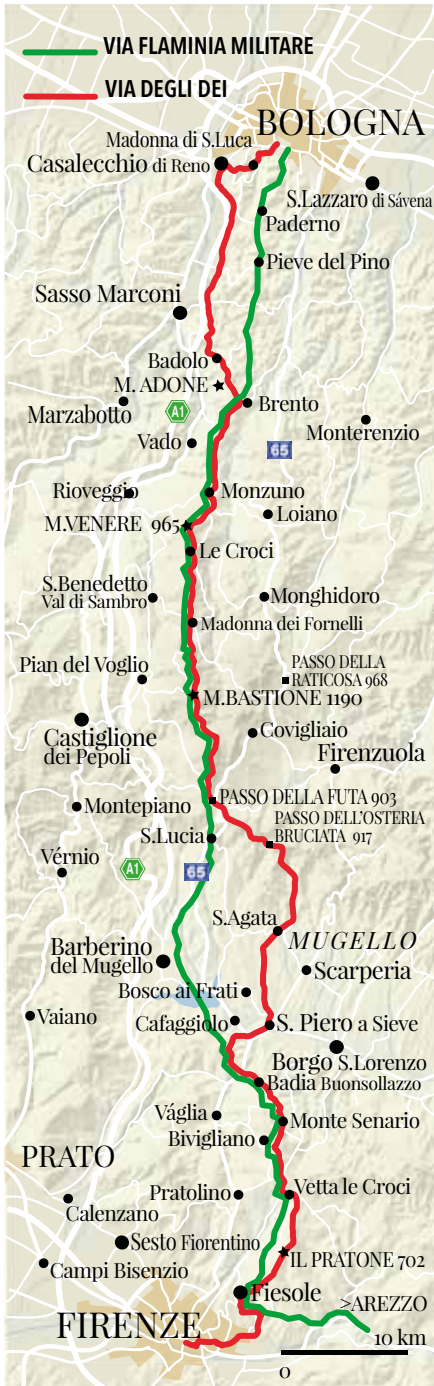 VIA FLAMINIA MILITARE
VIA DEGLI DEI
BOLOGNA
Madonna di S.Luca
Casalecchio di Reno
S.Lazzaro di Sávena
Paderno
Pieve del Pino
Sasso Marconi
Badolo
M. ADONE
Marzabotto
A1
Brento
Monterenzio
Vado
65
Rioveggio
Monzuno
Loiano
M.VENERE 965
Le Croci
S.Benedetto
Val di Sambro
Monghidoro
Madonna dei Fornelli
Pian del Voglio
PASSO DELLA
RATICOSA 968
M.BASTIONE 1190
Castiglione
dei Pepoli
Covigliaio
Firenzuola
PASSO DELLA FUTA 903
Montepiano
PASSO DELL'OSTERIA
BRUCIATA 917
S.Lucia
Vérnio
A1
65
S.Agata
MUGELLO
Barberino
del Mugello
Scarperia
Bosco ai Frati
Vaiano
Cafaggiolo
S. Piero a Sieve
Borgo S.Lorenzo
Badia Buonsollazzo
Váglia
Monte Senario
Bivigliano
PRATO
Pratolino
Vetta le Croci
Calenzano
Sesto Fiorentino
IL PRATONE 702
Campi Bisenzio
Fiesole
>AREZZO
FIRENZE
10 km
0